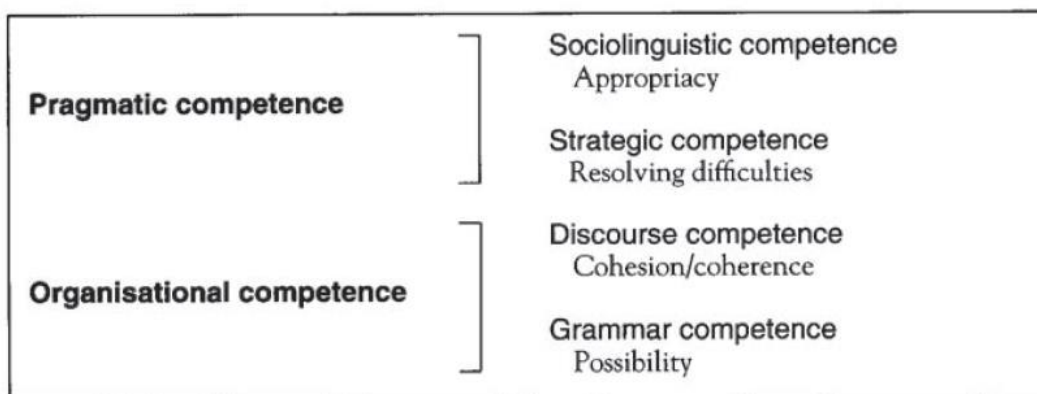 Sociolinguistic competence
Appropriacy
Pragmatic competence
Strategic competence
Resolving difficulties
Discourse competence
Cohesion/coherence
Organisational competence
Grammar competence
Possibility